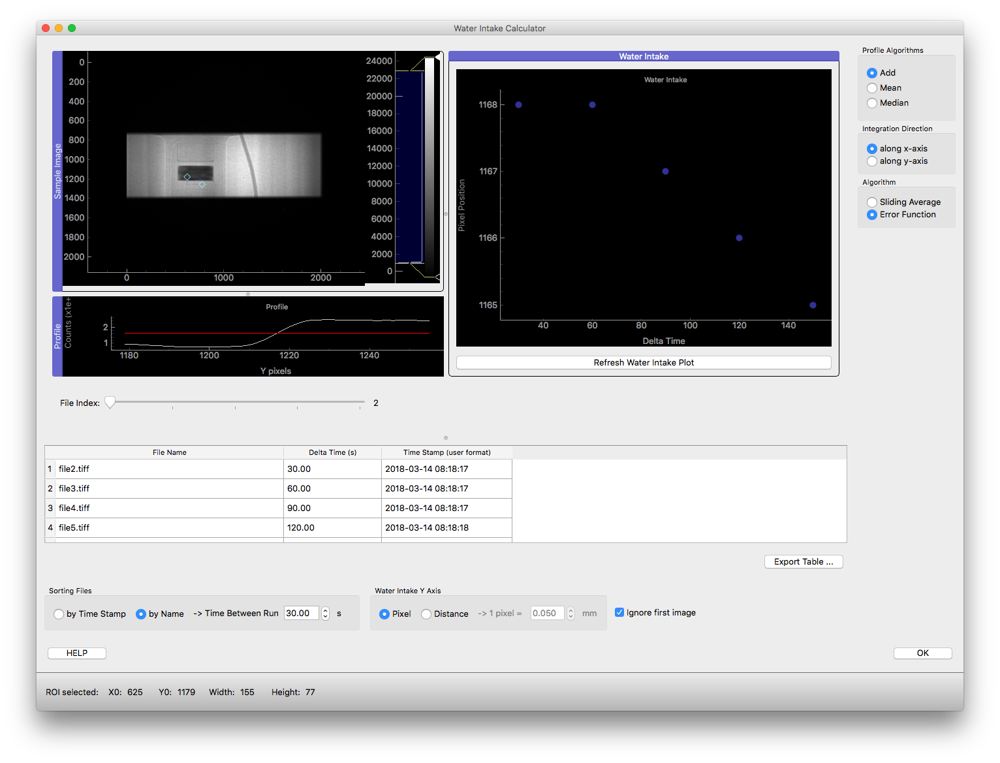 Water Intake Calculator
Sample Image
0
200
400
600
800
1000
1200
1400
1600
1800
2000
0
1000
2000
24000
22000
20000
18000
16000
14000
12000
10000
8000
6000
4000
2000
0
Water Intake
Water Intake
Pixel Position
1168
1167
1166
1165
40
60
80
100
120
140
Delta Time
Refresh Water Intake Plot
Profile Algorithms
Add
Mean
Median
Integration Direction
along x-axis
along y-axis
Algorithm
Sliding Average
Error Function
Profile
Profile
Counts (x1e+
2
1
1180
1200
1220
1240
Y pixels
File Index:
2
File Name Delta Time (s) Time Stamp (user format)
1 file2.tiff 30.00 2018-03-14 08:18:17
2 file3.tiff 60.00 2018-03-14 08:18:17
3 file4.tiff 90.00 2018-03-14 08:18:17
4 file5.tiff 120.00 2018-03-14 08:18:18
Export Table ...
Sorting Files
by Time Stamp by Name -> Time Between Run 30.00 s
Water Intake Y Axis
Pixel Distance -> 1 pixel = 0.050 mm
Ignore first image
HELP
OK
ROI selected: X0: 625 Y0: 1179 Width: 155 Height: 77